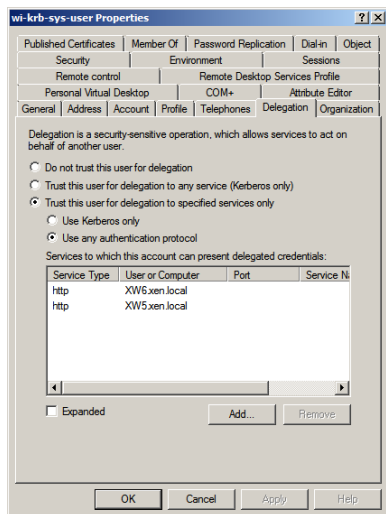 wi-krb-sys-user Properties
Published Certificates Member Of Password Replication Dial-in Object
Security Environment Sessions
Remote control Remote Desktop Services Profile
Personal Virtual Desktop COM+ Attribute Editor
General Address Account Profile Telephones Delegation Organization
Delegation is a security-sensitive operation, which allows services to act on
behalf of another user.
Do not trust this user for delegation
Trust this user for delegation to any service (Kerberos only)
Trust this user for delegation to specified services only
Use Kerberos only
Use any authentication protocol
Services to which this account can present delegated credentials:
Service Type User or Computer Port Service Na
http XW6.xen.local
http XW5.xen.local
Expanded Add... Remove
OK Cancel Apply Help